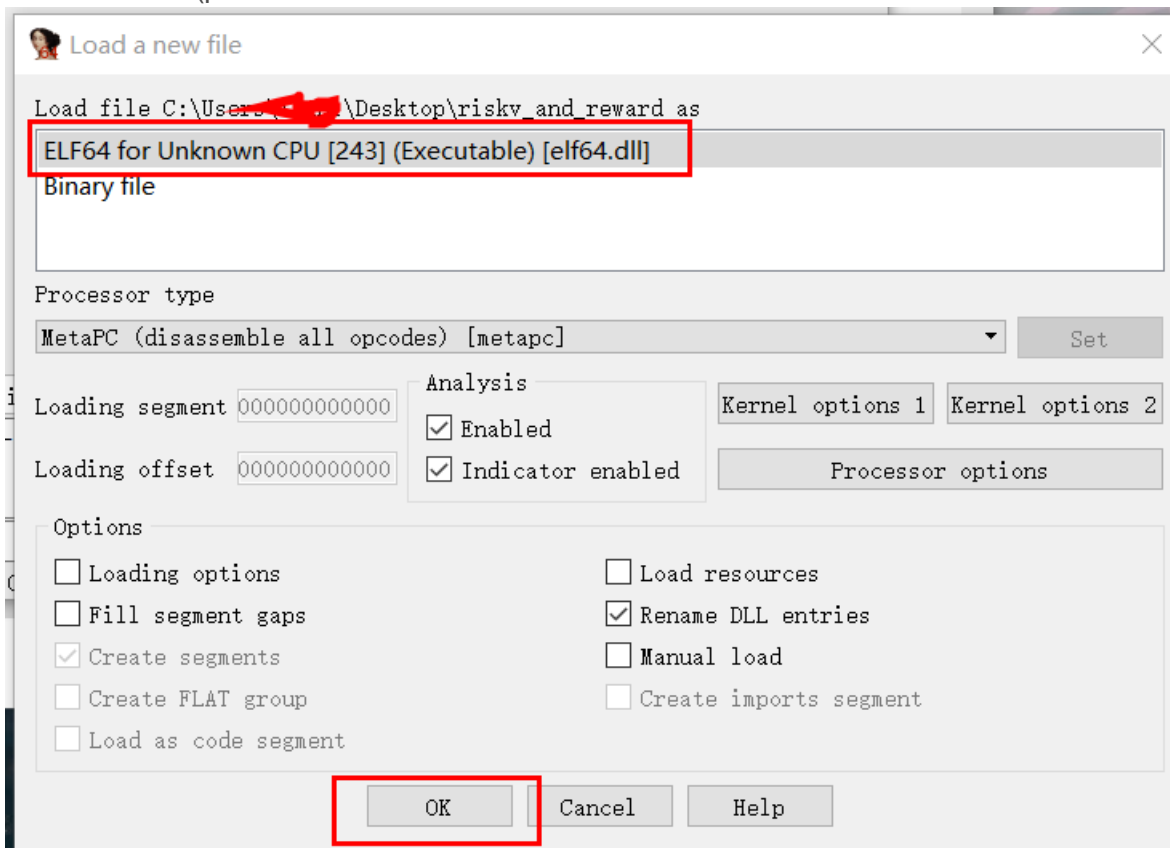 Load a new file
Load file C:\Users\ \Desktop\riskv_and_reward as
ELF64 for Unknown CPU [243] (Executable) [elf64.dll]
Binary file
Processor type
MetaPC (disassemble all opcodes) [metapc]
Set
Loading segment 000000000000
Loading offset 000000000000
Analysis
Enabled
Indicator enabled
Kernel options 1
Kernel options 2
Processor options
Options
Loading options
Fill segment gaps
Create segments
Create FLAT group
Load as code segment
Load resources
Rename DLL entries
Manual load
Create imports segment
OK
Cancel
Help